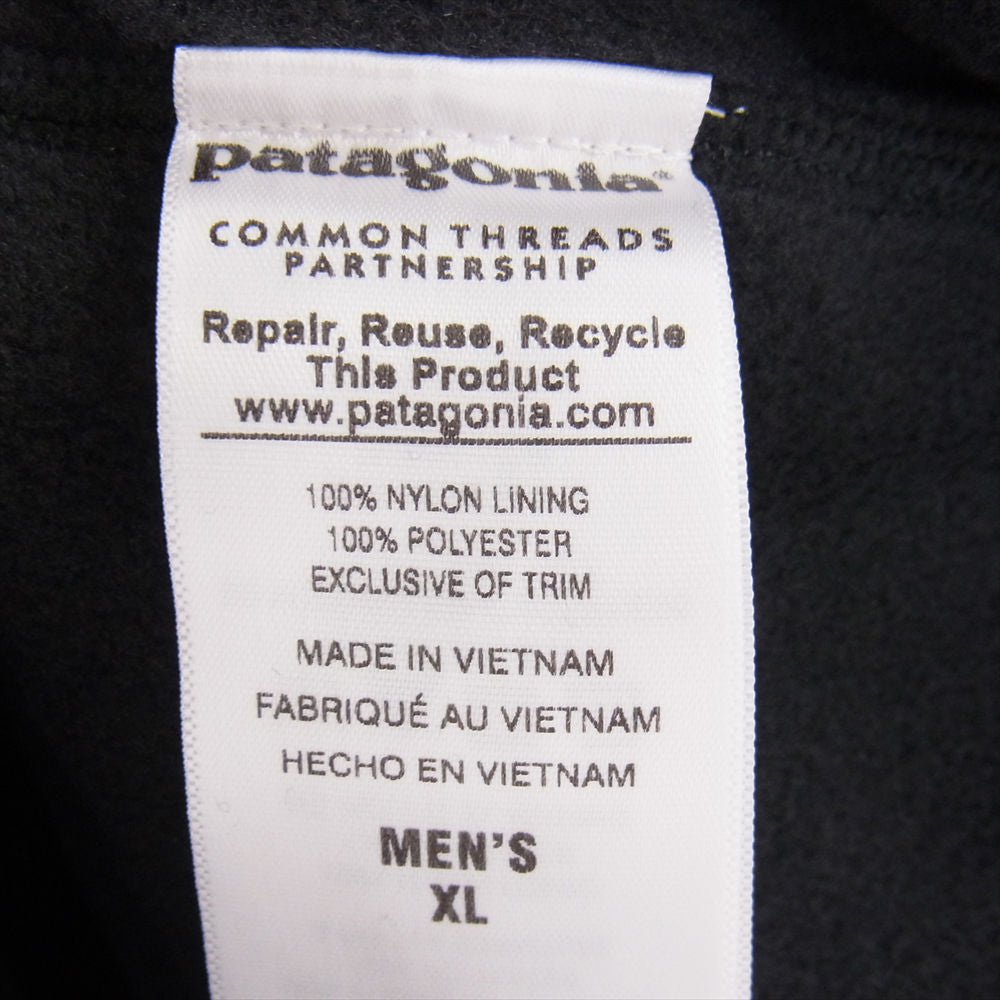 patagonia®
COMMON THREADS
PARTNERSHIP
Repair, Reuse, Recycle
This Product
www.patagonia.com
100% NYLON LINING
100% POLYESTER
EXCLUSIVE OF TRIM
MADE IN VIETNAM
FABRIQUÉ AU VIETNAM
HECHO EN VIETNAM
MEN'S
XL